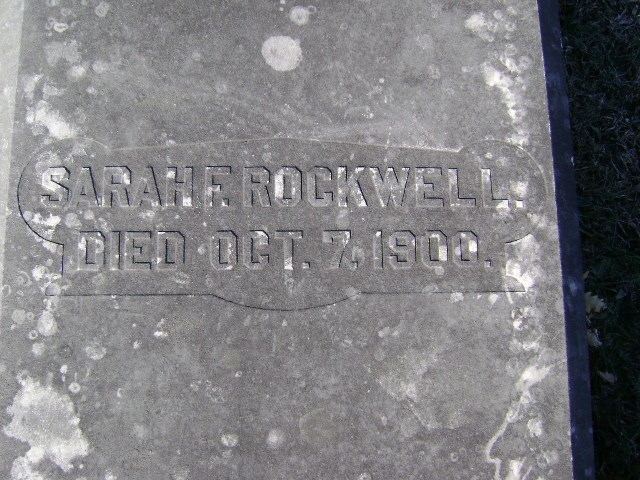 SARAH F. ROCKWELL.
DIED OCT. 7, 1900.